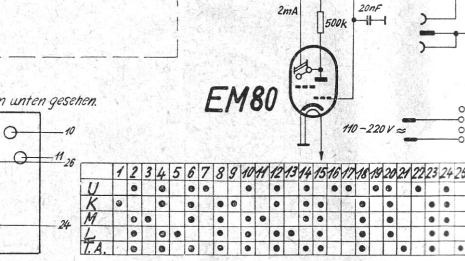 2mA
20nF
500k
n unten gesehen.
EM80
10
110-220V≈
11
26
1 2 3 4 5 6 7 8 9 10 11 12 13 14 15 16 17 18 19 20 21 22 23 24 25
U
K
M
24
L
T.A.